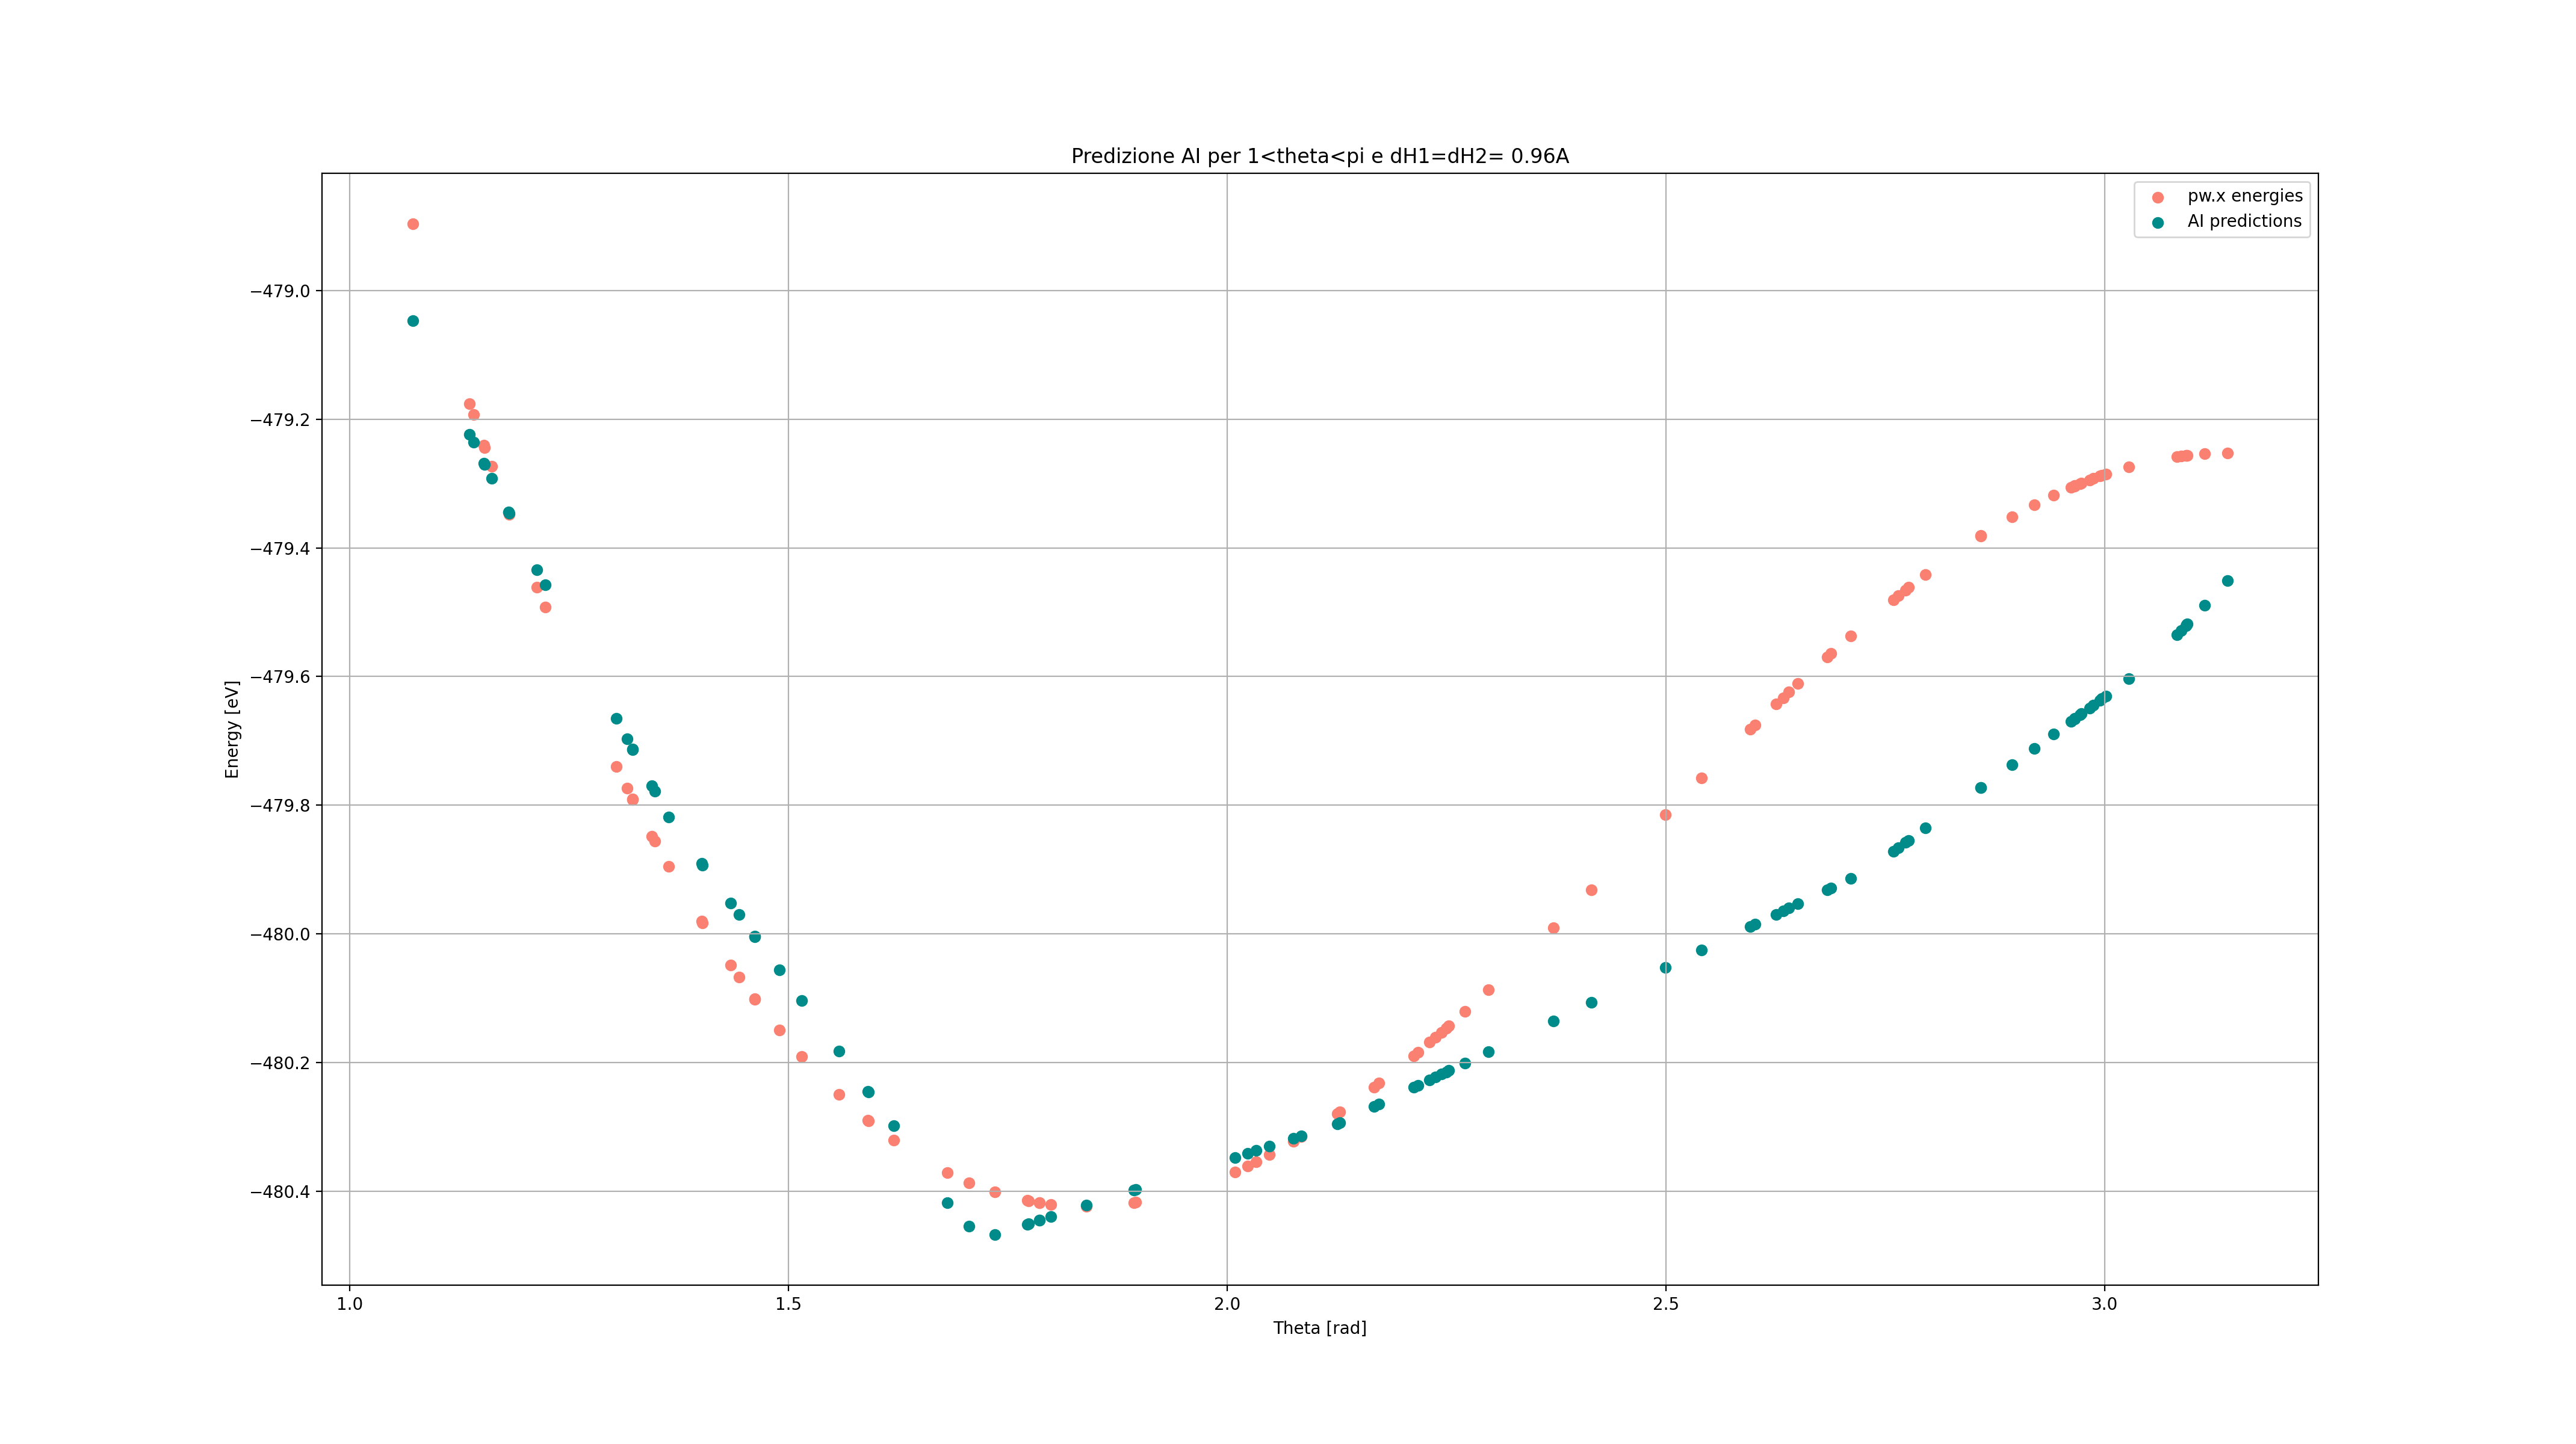 Predizione AI per 1<theta<pi e dH1=dH2= 0.96A
pw.x energies
AI predictions
−479.0
−479.2
−479.4
−479.6
−479.8
−480.0
−480.2
−480.4
Energy [eV]
1.0 1.5 2.0 2.5 3.0
Theta [rad]